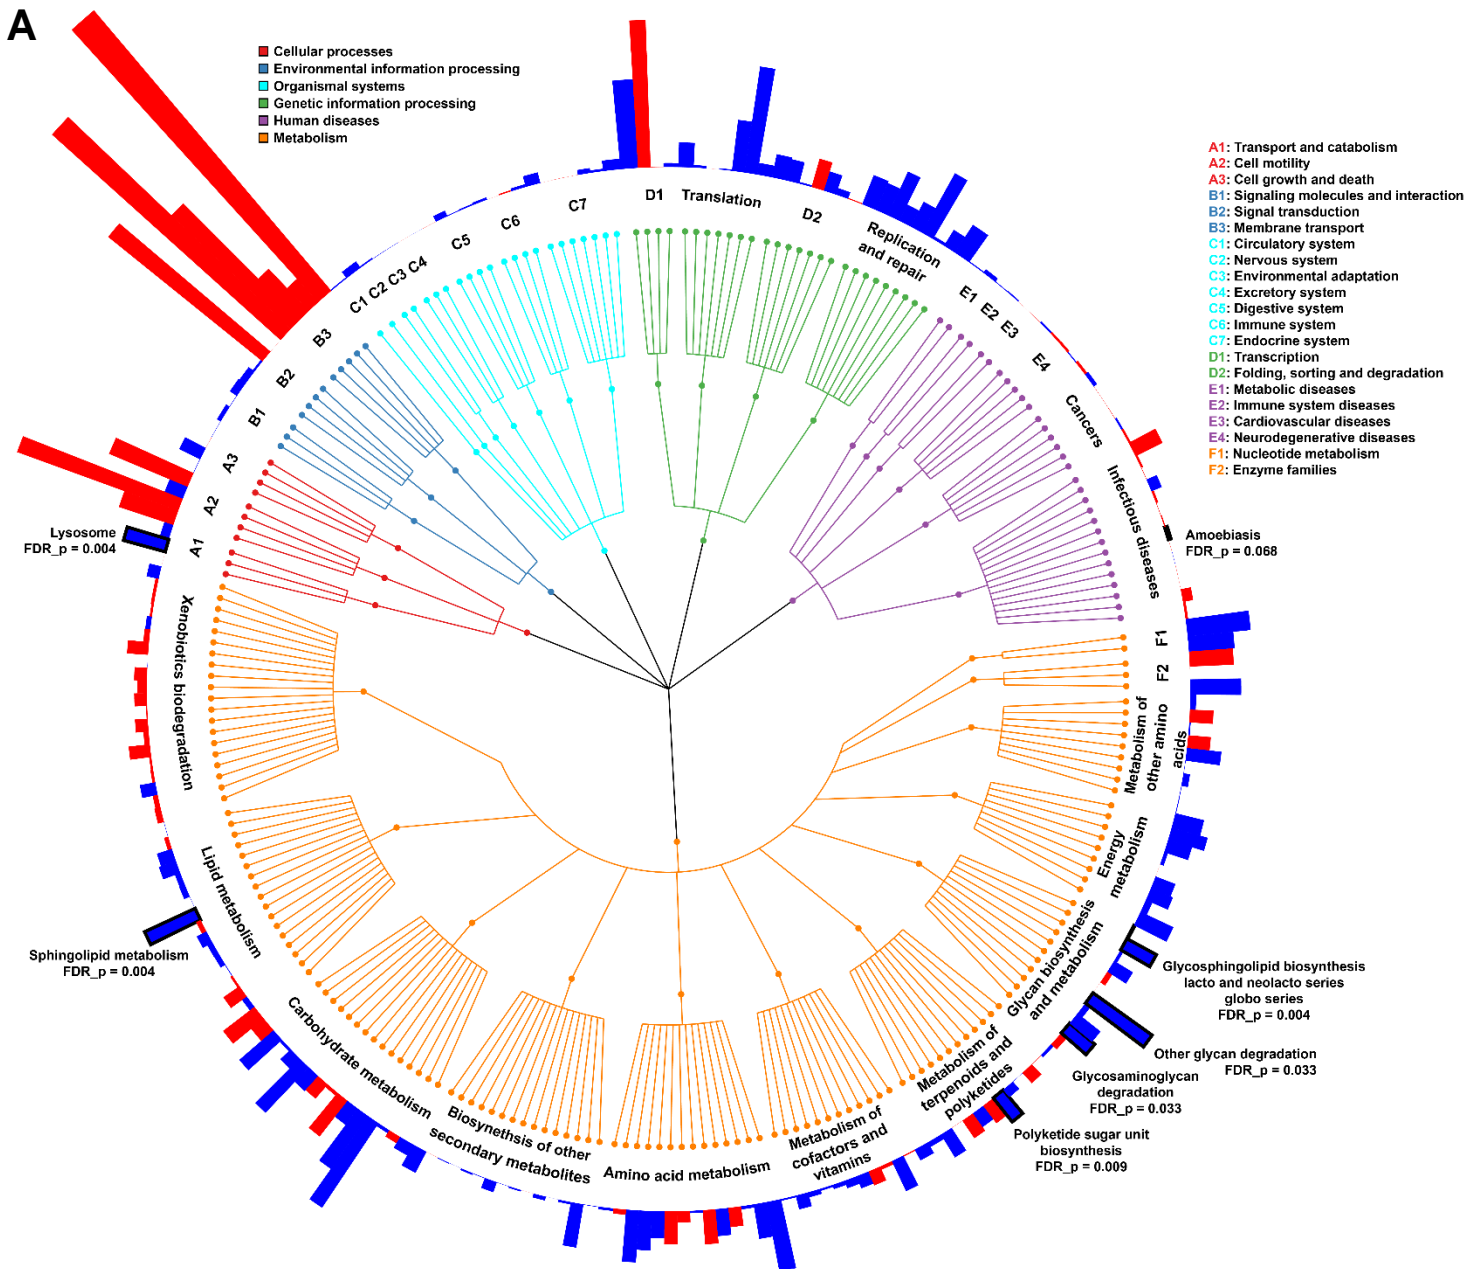 A
Cellular processes
Environmental information processing
Organismal systems
Genetic information processing
Human diseases
Metabolism
A1: Transport and catabolism
A2: Cell motility
A3: Cell growth and death
B1: Signaling molecules and interaction
B2: Signal transduction
B3: Membrane transport
C1: Circulatory system
C2: Nervous system
C3: Environmental adaptation
C4: Excretory system
C5: Digestive system
C6: Immune system
C7: Endocrine system
D1: Transcription
D2: Folding, sorting and degradation
E1: Metabolic diseases
E2: Immune system diseases
E3: Cardiovascular diseases
E4: Neurodegenerative diseases
F1: Nucleotide metabolism
F2: Enzyme families
A1
A2
A3
B1
B2
B3
C1 C2 C3 C4
C5
C6
C7
D1
Translation
D2
Replication
and repair
E1
E2
E3
E4
Cancers
Infectious diseases
F1
F2
Metabolism of
other amino
acids
Energy
metabolism
Glycan biosynthesis
and metabolism
Metabolism of
terpenoids and
polyketides
Metabolism of
cofactors and
vitamins
Amino acid metabolism
Biosynethsis of other
secondary metabolites
Carbohydrate metabolism
Lipid metabolism
Xenobiotics biodegradation
Lysosome
FDR_p = 0.004
Amoebiasis
FDR_p = 0.068
Sphingolipid metabolism
FDR_p = 0.004
Glycosphingolipid biosynthesis
lacto and neolacto series
globo series
FDR_p = 0.004
Other glycan degradation
FDR_p = 0.033
Glycosaminoglycan
degradation
FDR_p = 0.033
Polyketide sugar unit
biosynthesis
FDR_p = 0.009